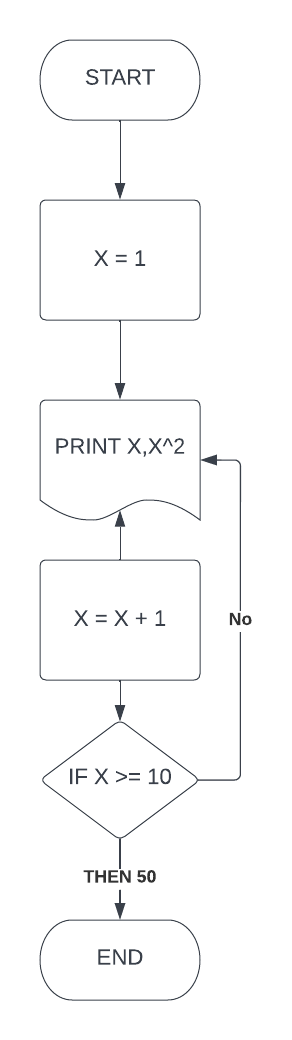 START
X = 1
PRINT X,X^2
X = X + 1
No
IF X >= 10
THEN 50
END